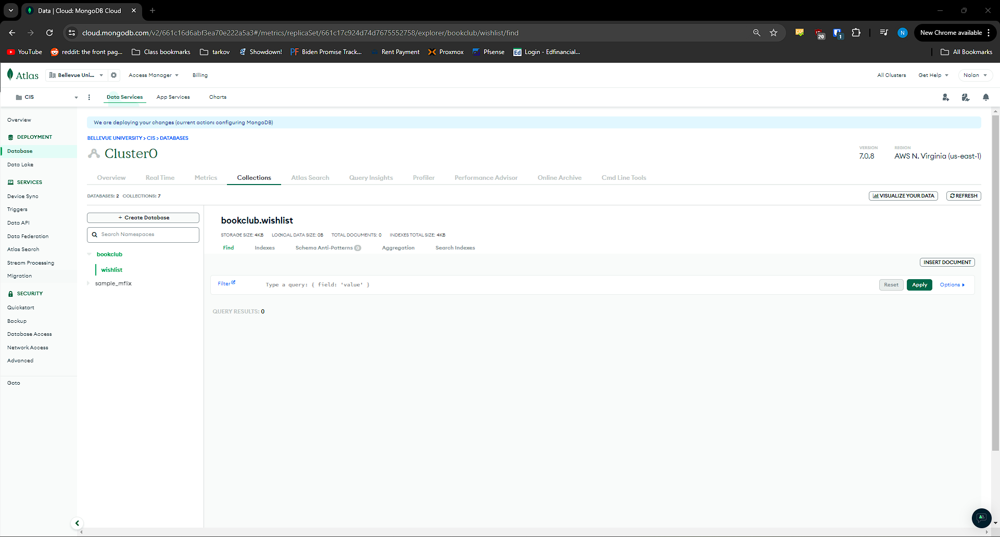 Data | Cloud: MongoDB Cloud
cloud.mongodb.com/v2/661c16d6abf3ea70e222a5a3#/metrics/replicaSet/661c17c924d74d7675552758/explorer/bookclub/wishlist/find
20
1
N
New Chrome available
YouTube
reddit: the front pag...
Class bookmarks
tarkov
Showdown!
PF Biden Promise Track...
Rent Payment
Proxmox
Pfsense
Ed Login - Edfinancial...
All Bookmarks
Atlas
Bellevue Uni...
Access Manager
Billing
All Clusters
Get Help
Nolan
CIS
Data Services
App Services
Charts
Overview
DEPLOYMENT
Database
Data Lake
SERVICES
Device Sync
Triggers
Data API
Data Federation
Atlas Search
Stream Processing
Migration
SECURITY
Quickstart
Backup
Database Access
Network Access
Advanced
Goto
We are deploying your changes (current action: configuring MongoDB)
BELLEVUE UNIVERSITY > CIS > DATABASES
Cluster0
VERSION
7.0.8
REGION
AWS N. Virginia (us-east-1)
Overview
Real Time
Metrics
Collections
Atlas Search
Query Insights
Profiler
Performance Advisor
Online Archive
Cmd Line Tools
DATABASES: 2 COLLECTIONS: 7
VISUALIZE YOUR DATA
REFRESH
+ Create Database
Search Namespaces
bookclub
wishlist
sample_mflix
bookclub.wishlist
STORAGE SIZE: 4KB LOGICAL DATA SIZE: 0B TOTAL DOCUMENTS: 0 INDEXES TOTAL SIZE: 4KB
Find
Indexes
Schema Anti-Patterns 0
Aggregation
Search Indexes
INSERT DOCUMENT
Filter
Type a query: { field: 'value' }
Reset
Apply
Options
QUERY RESULTS: 0